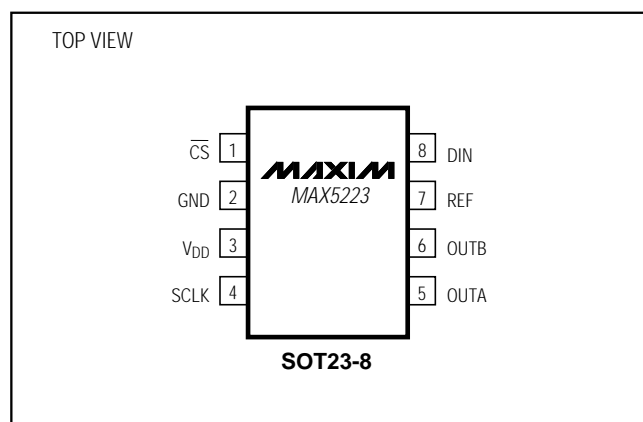 TOP VIEW
CS 1
GND 2
VDD 3
SCLK 4
MAXIM
MAX5223
8 DIN
7 REF
6 OUTB
5 OUTA
SOT23-8